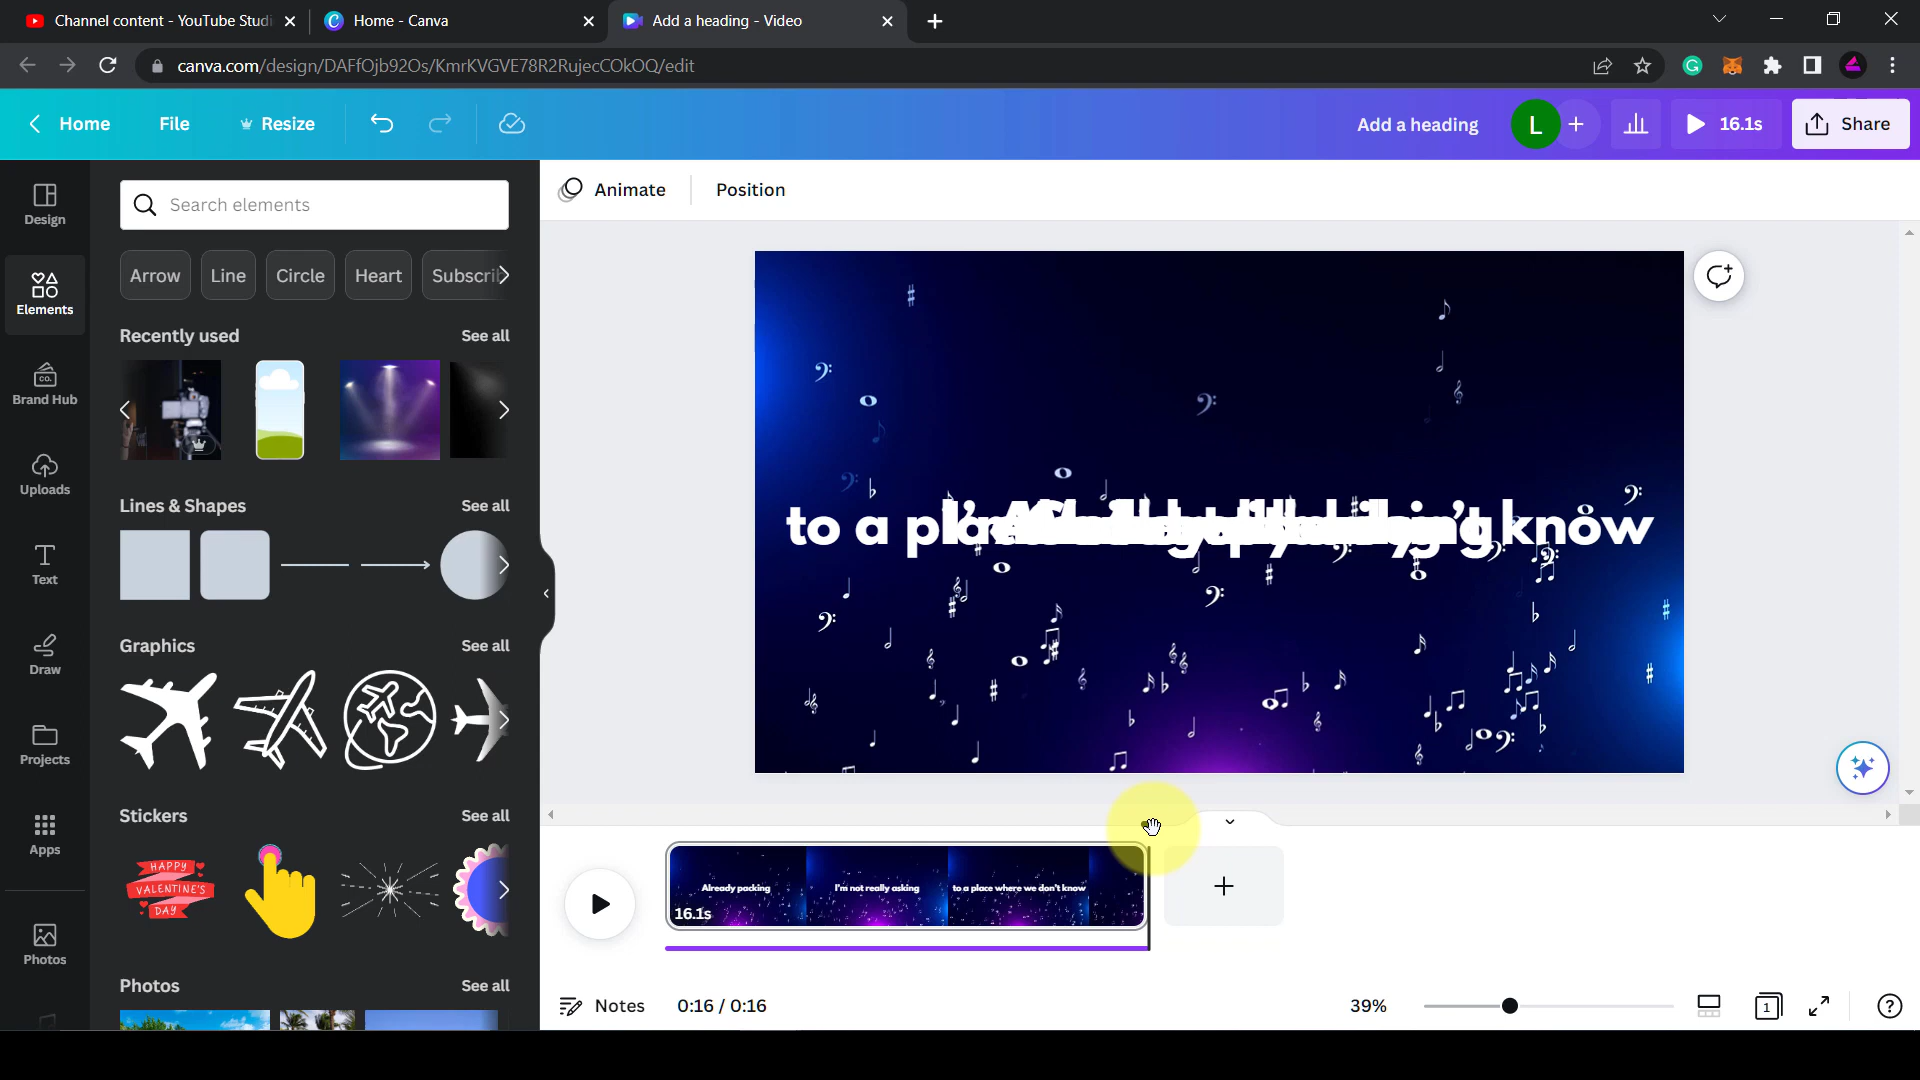 Channel content - YouTube Studi
Home - Canva
Add a heading - Video
canva.com/design/DAFfOjb92Os/KmrKVGVE78R2RujecCOkOQ/edit
Home
File
Resize
Add a heading
L
+
16.1s
Share
Design
Elements
Brand Hub
Uploads
Text
Draw
Projects
Apps
Photos
Search elements
Arrow
Line
Circle
Heart
Subscri
Recently used
See all
Lines & Shapes
See all
Graphics
See all
Stickers
See all
HAPPY
VALENTINE'S
DAY
Photos
See all
Animate
Position
to a pl
know
Already packing
I'm not really asking
to a place where we don't know
16.1s
Notes
0:16 / 0:16
39%
1